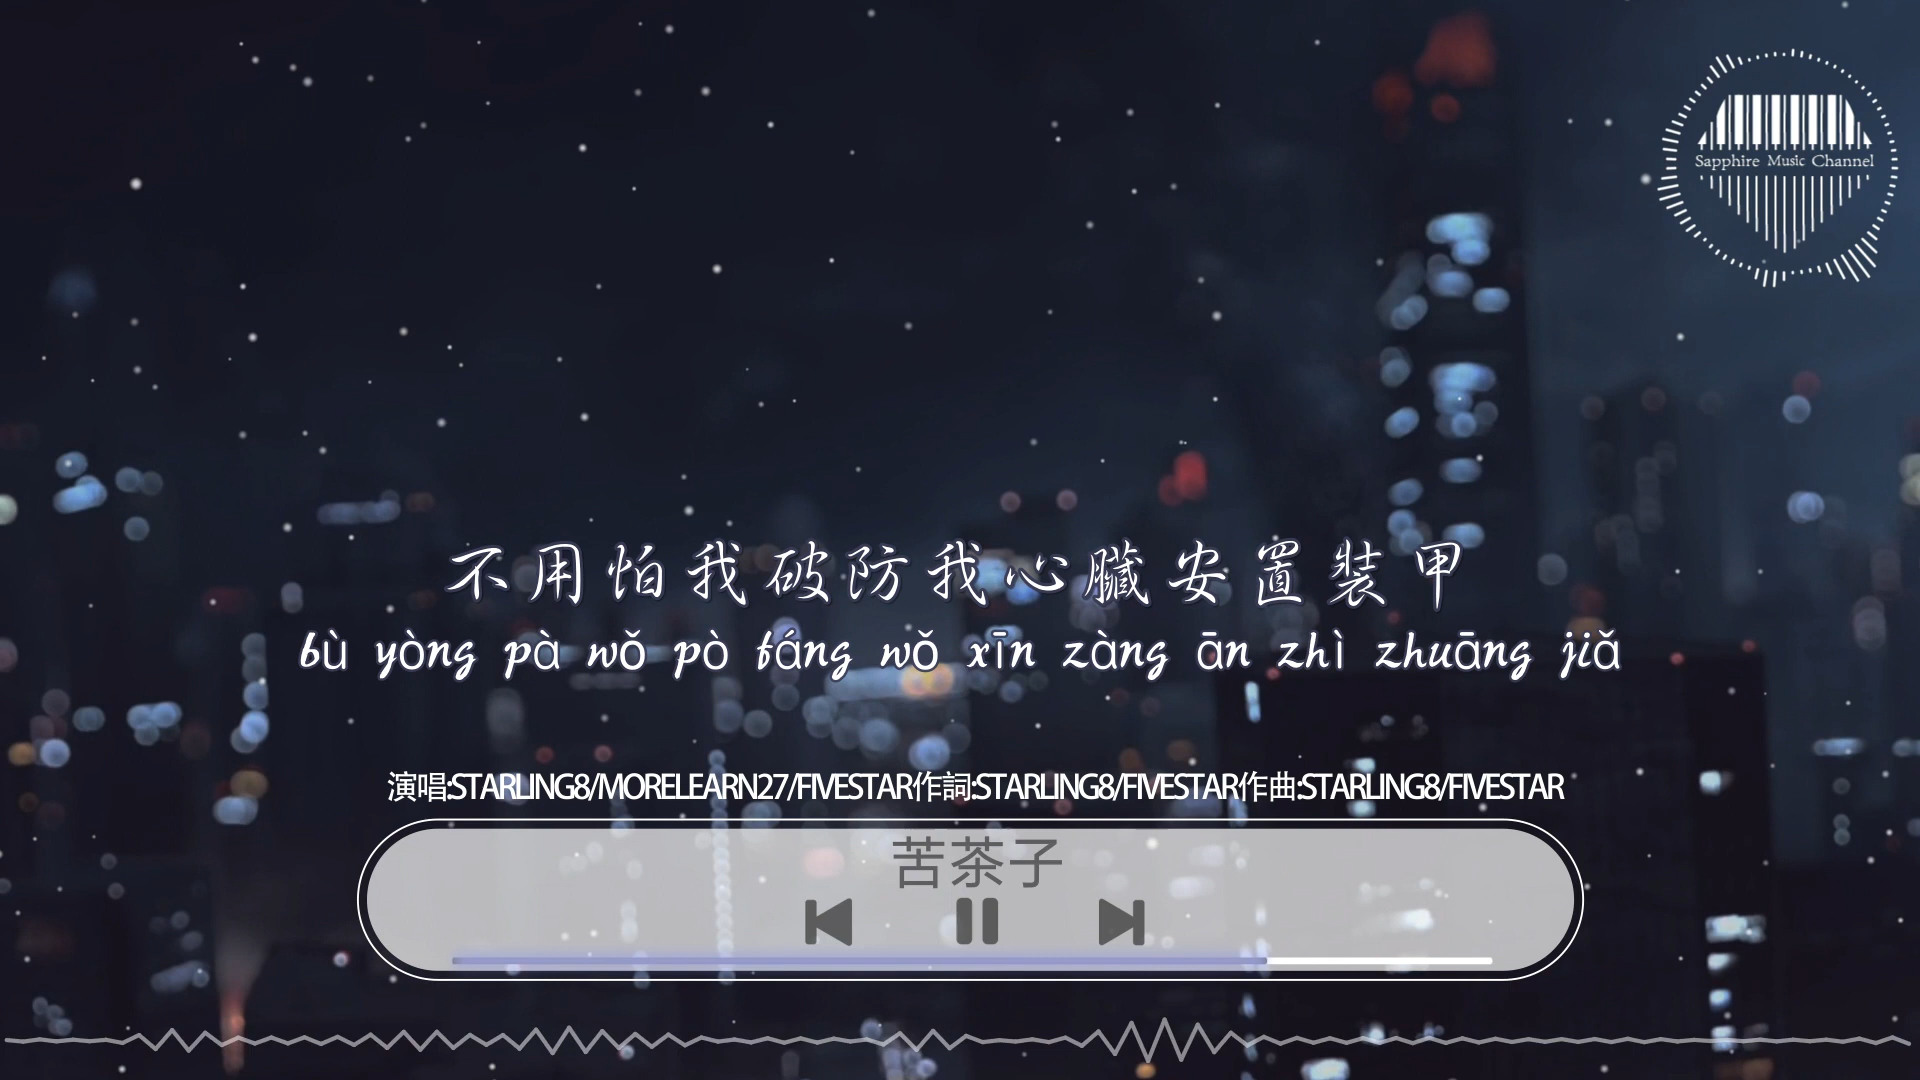 Sapphire Music Channel
不用怕我破防我心臟安置裝甲
bù yòng pà wǒ pò fáng wǒ xīn zàng ān zhì zhuāng jiǎ
演唱:STARLING8/MORELEARN27/FIVESTAR作詞:STARLING8/FIVESTAR作曲:STARLING8/FIVESTAR
苦茶子